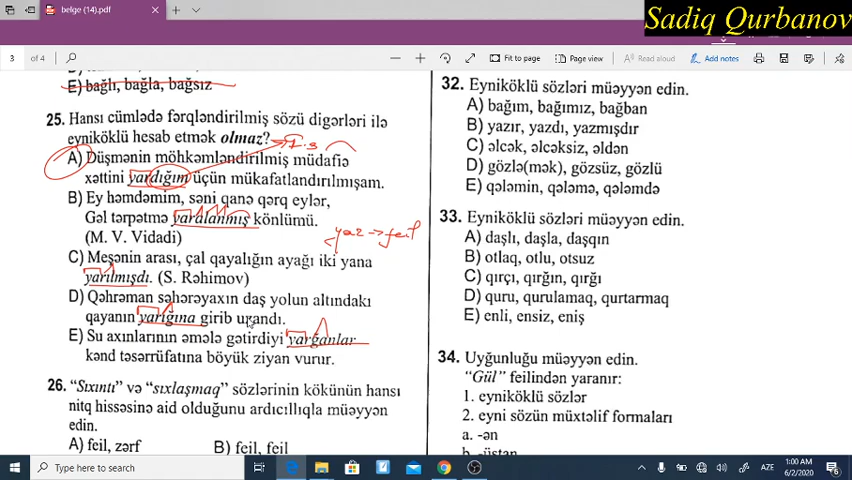 belge (14).pdf
Sadiq Qurbanov
3 of 4
Fit to page
Page view
Read aloud
Add notes
E) bağlı, bağla, bağsız
25. Hansı cümlədə fərqləndirilmiş sözü digərləri ilə
eyniköklü hesab etmək olmaz?
A) Düşmənin möhkəmləndirilmiş müdafiə
xəttini yardığım üçün mükafatlandırılmışam.
B) Ey həmdəmim, səni qanə qərq eylər,
Gəl tərpətmə yaralanmış könlümü.
(M. V. Vidadi)
yaz → feil
C) Meşənin arası, çal qayalığın ayağı iki yana
yarılmışdı. (S. Rəhimov)
D) Qəhrəman səhərəyaxın daş yolun altındakı
qayanın yarığına girib urandı.
E) Su axınlarının əmələ gətirdiyi yarğanlar
kənd təsərrüfatına böyük ziyan vurur.
26. "Sıxıntı" və "sıxlaşmaq" sözlərinin kökünün hansı
nitq hissəsinə aid olduğunu ardıcıllıqla müəyyən
edin.
A) feil, zərf
B) feil, feil
32. Eyniköklü sözləri müəyyən edin.
A) bağım, bağımız, bağban
B) yazır, yazdı, yazmışdır
C) əlcək, əlcəksiz, əldən
D) gözlə(mək), gözsüz, gözlü
E) qələmin, qələmə, qələmdə
33. Eyniköklü sözləri müəyyən edin.
A) daşlı, daşla, daşqın
B) otlaq, otlu, otsuz
C) qırçı, qırğın, qırğı
D) quru, qurulamaq, qurtarmaq
E) enli, ensiz, eniş
34. Uyğunluğu müəyyən edin.
"Gül" feilindən yaranır:
1. eyniköklü sözlər
2. eyni sözün müxtəlif formaları
a. -ən
b. -üstan
Type here to search
AZE
1:00 AM
6/2/2020